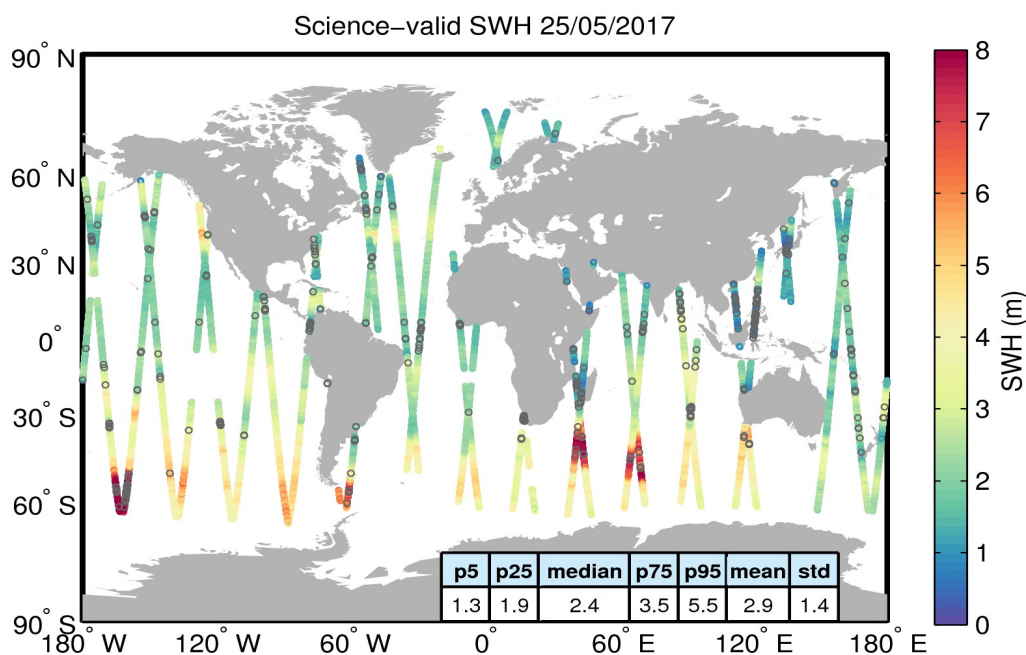 Science−valid SWH 25/05/2017
90° N
60° N
30° N
0°
30° S
60° S
90° S
180° W
120° W
60° W
0°
60° E
120° E
180° E
p5 p25 median p75 p95 mean std
1.3 1.9 2.4 3.5 5.5 2.9 1.4
8
7
6
5
4
3
2
1
0
SWH (m)